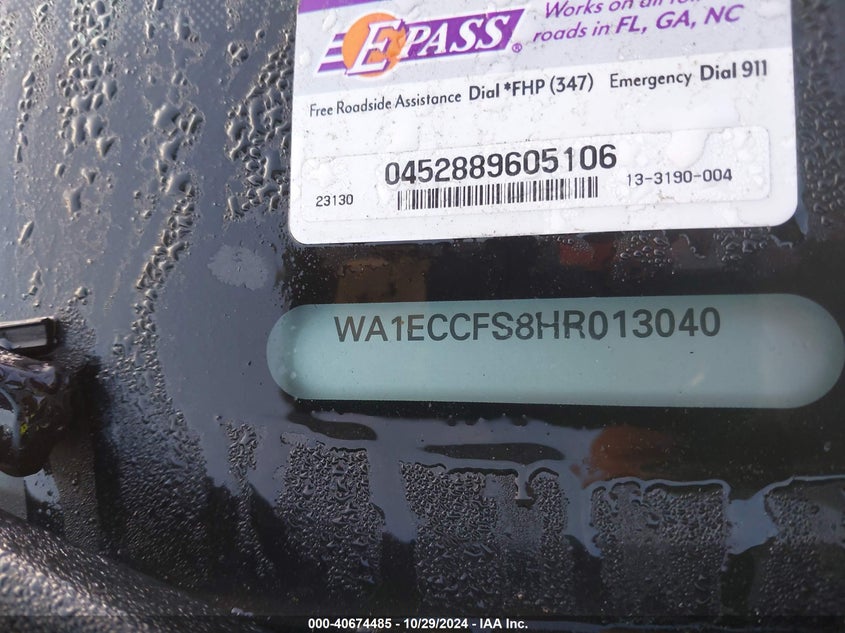 Works on all
roads in FL, GA, NC
EPASS®
Free Roadside Assistance Dial *FHP (347) Emergency Dial 911
0452889605106
23130 13-3190-004
WA1ECCFS8HR013040
000-40674485 - 10/29/2024 - IAA Inc.